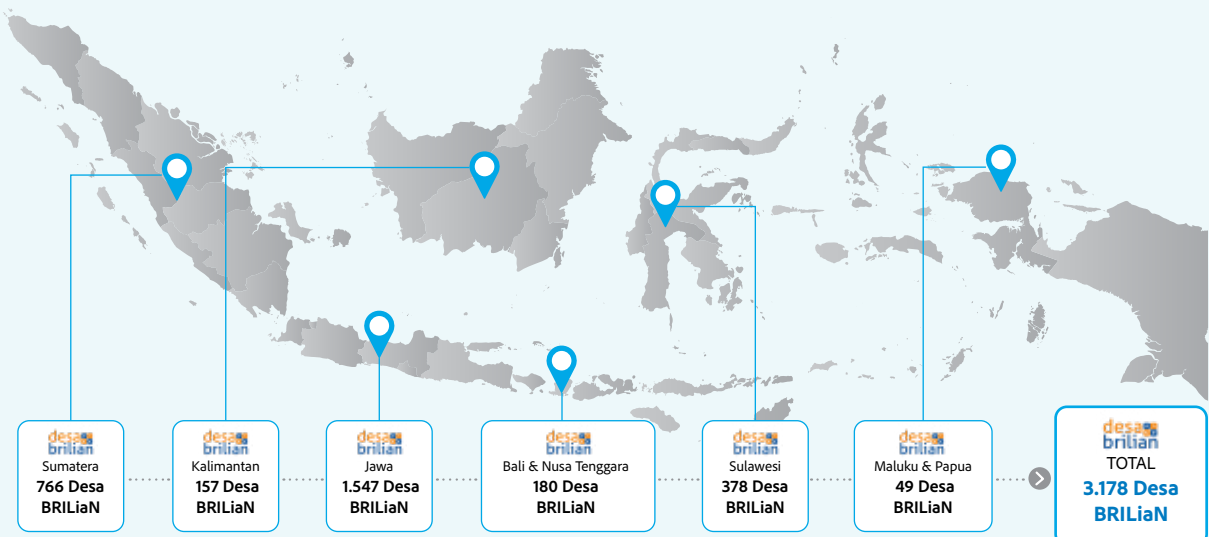 desa
brilian
Sumatera
766 Desa
BRILiaN
desa
brilian
Kalimantan
157 Desa
BRILiaN
desa
brilian
Jawa
1.547 Desa
BRILiaN
desa
brilian
Bali & Nusa Tenggara
180 Desa
BRILiaN
desa
brilian
Sulawesi
378 Desa
BRILiaN
desa
brilian
Maluku & Papua
49 Desa
BRILiaN
desa
brilian
TOTAL
3.178 Desa
BRILiaN